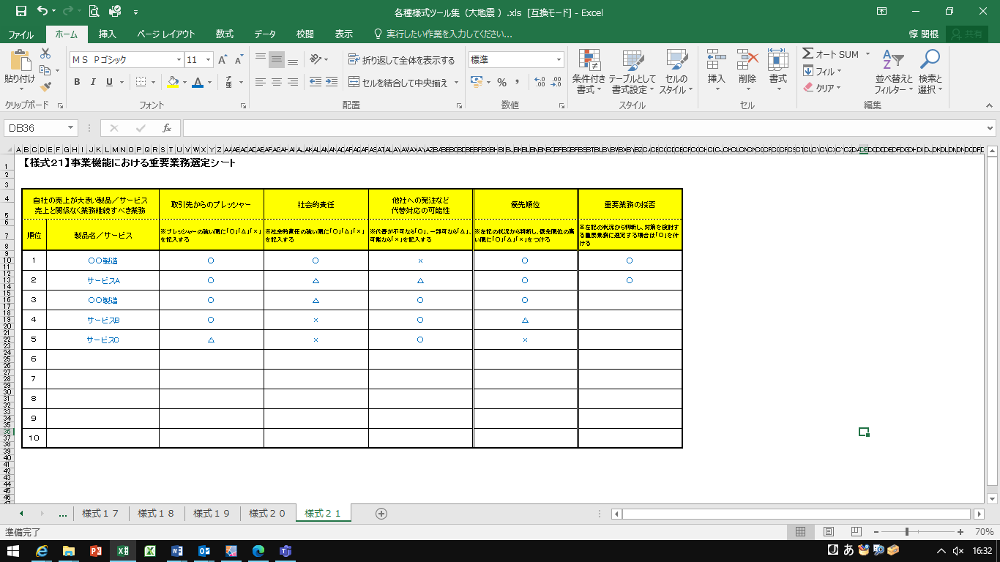 各種様式ツール集（大地震 ）.xls [互換モード] - Excel
ファイル ホーム 挿入 ページ レイアウト 数式 データ 校閲 表示 実行したい作業を入力してください... 惇 関根 共有
貼り付け
ＭＳ Ｐゴシック 11
B I U
折り返して全体を表示する
セルを結合して中央揃え
標準
% ,
条件付き書式 テーブルとして書式設定 セルのスタイル
挿入 削除 書式
オート SUM
フィル
クリア
並べ替えとフィルター 検索と選択
クリップボード フォント 配置 数値 スタイル セル 編集
DB36
fx
【様式２１】事業機能における重要業務選定シート
自社の売上が大きい製品／サービス
売上と関係なく業務継続すべき業務
取引先からのプレッシャー
社会的責任
他社への発注など
代替対応の可能性
優先順位
重要業務の採否
順位 製品名／サービス
※プレッシャーの強い順に「○」「△」「×」
を記入する
※社会的責任の強い順に「○」「△」「×」
を記入する
※代替が不可なら「○」、一部可なら「△」、
可能なら「×」を記入する
※左記の状況から判断し、優先順位の高
い順に「○」「△」「×」をつける
※左記の状況から判断し、対策を検討す
る重要業務に選定する場合は「○」を付
ける
1 ○○製造 ○ ○ × ○ ○
2 サービスA ○ △ △ ○ ○
3 ○○製造 ○ △ ○ ○
4 サービスB ○ × ○ △
5 サービスC △ × ○ ×
6
7
8
9
10
... 様式１７ 様式１８ 様式１９ 様式２０ 様式２１
準備完了
70%
あ
16:32